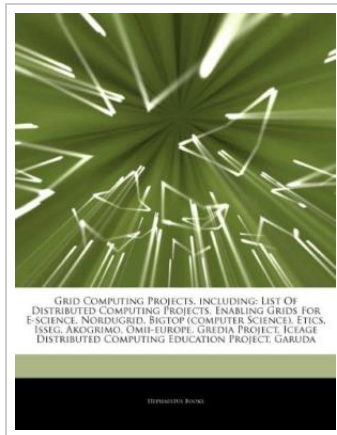 GRID COMPUTING PROJECTS, INCLUDING: LIST OF
DISTRIBUTED COMPUTING PROJECTS, ENABLING GRIDS FOR
E-SCIENCE, NORDUGRID, BIGTOP (COMPUTER SCIENCE), ETICS,
ISSEG, AKOGRIMO, OMII-EUROPE, GREDIA PROJECT, ICEAGE
DISTRIBUTED COMPUTING EDUCATION PROJECT, GARUDA
HEPHAESTUS BOOKS